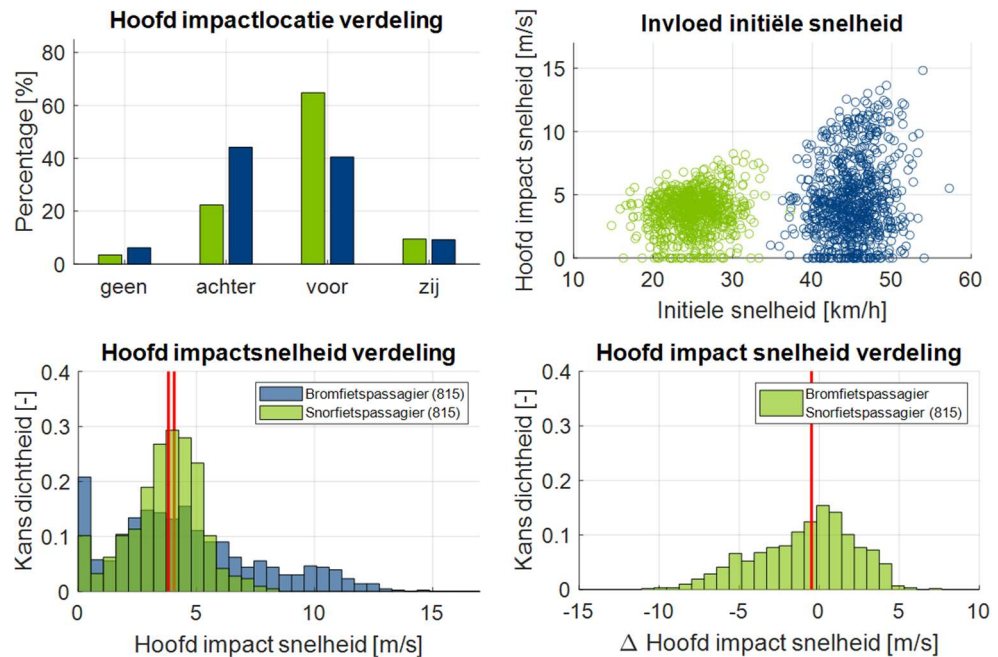 Hoofd impactlocatie verdeling
Percentage [%]
80
60
40
20
0
geen achter voor zij
Invloed initiële snelheid
Hoofd impact snelheid [m/s]
15
10
5
0
10 20 30 40 50 60
Initiele snelheid [km/h]
Hoofd impactsnelheid verdeling
Kans dichtheid [-]
0.4
0.3
0.2
0.1
0
Bromfietspassagier (815)
Snorfietspassagier (815)
0 5 10 15
Hoofd impact snelheid [m/s]
Hoofd impact snelheid verdeling
Kans dichtheid [-]
0.4
0.3
0.2
0.1
0
Bromfietspassagier
Snorfietspassagier (815)
-15 -10 -5 0 5 10
Δ Hoofd impact snelheid [m/s]